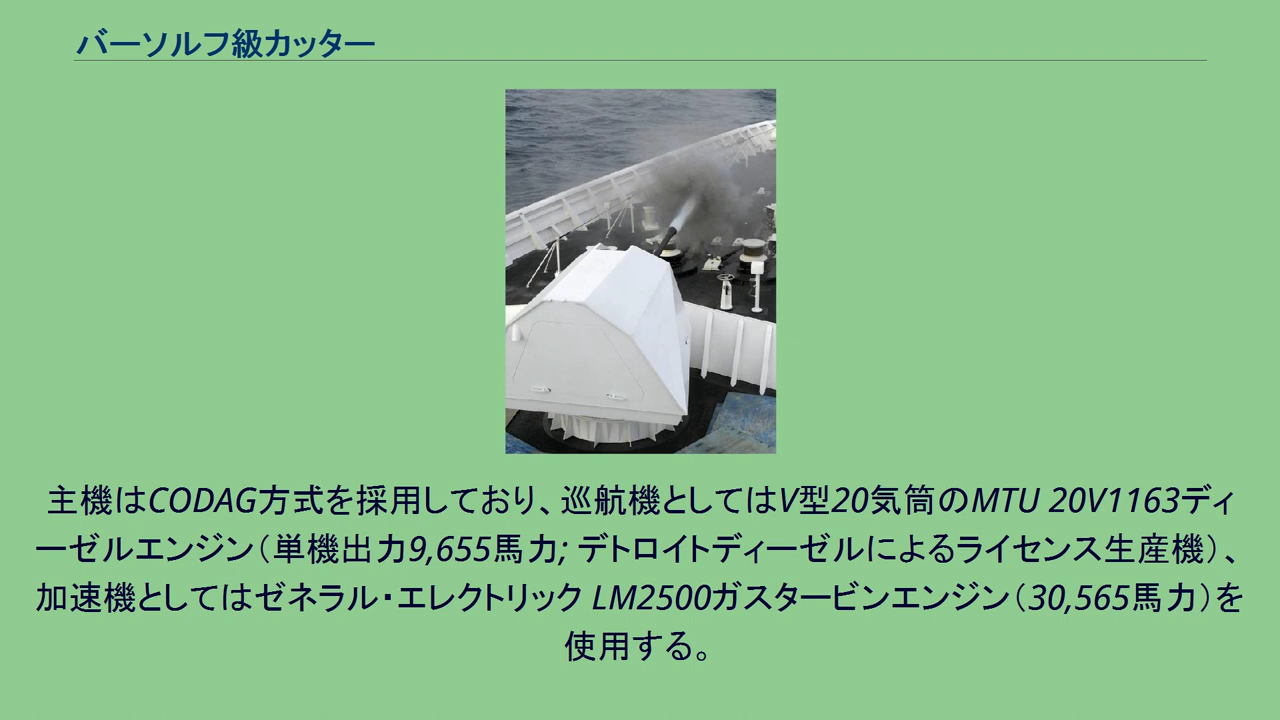 バーソルフ級カッター
主機はCODAG方式を採用しており、巡航機としてはV型20気筒のMTU 20V1163ディ
ーゼルエンジン（単機出力9,655馬力; デトロイトディーゼルによるライセンス生産機）、
加速機としてはゼネラル・エレクトリック LM2500ガスタービンエンジン（30,565馬力）を
使用する。